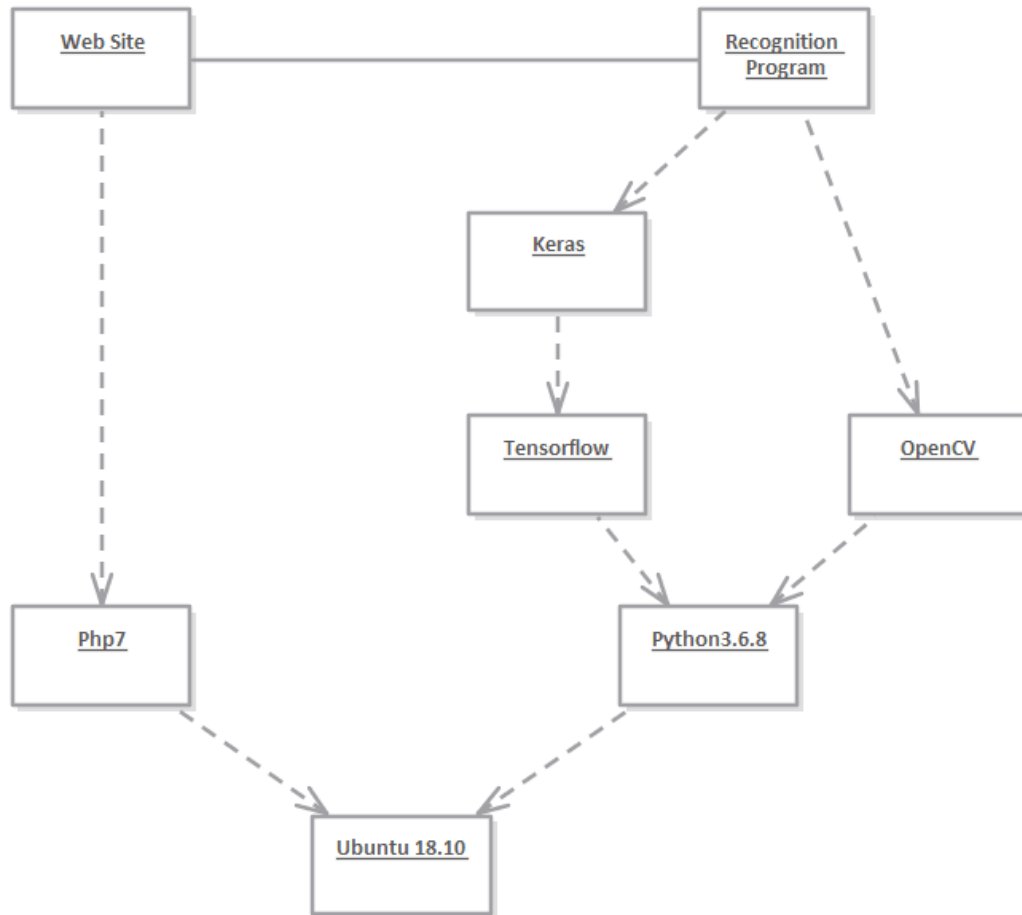 Web Site
Recognition
Program
Keras
Tensorflow
OpenCV
Php7
Python3.6.8
Ubuntu 18.10